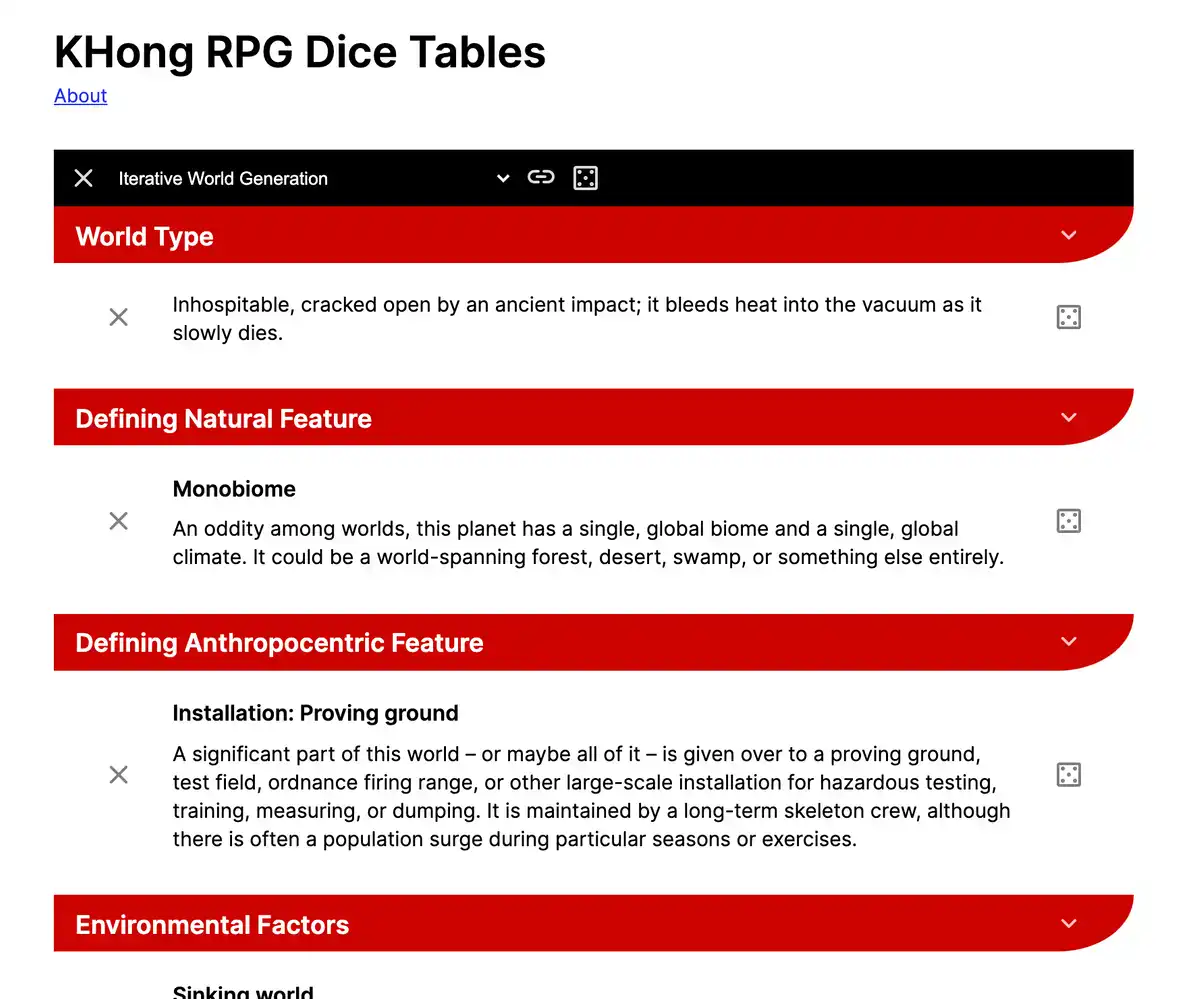 KHong RPG Dice Tables
About
Iterative World Generation
World Type
Inhospitable, cracked open by an ancient impact; it bleeds heat into the vacuum as it
slowly dies.
Defining Natural Feature
Monobiome
An oddity among worlds, this planet has a single, global biome and a single, global
climate. It could be a world-spanning forest, desert, swamp, or something else entirely.
Defining Anthropocentric Feature
Installation: Proving ground
A significant part of this world – or maybe all of it – is given over to a proving ground,
test field, ordnance firing range, or other large-scale installation for hazardous testing,
training, measuring, or dumping. It is maintained by a long-term skeleton crew, although
there is often a population surge during particular seasons or exercises.
Environmental Factors
Sinking world